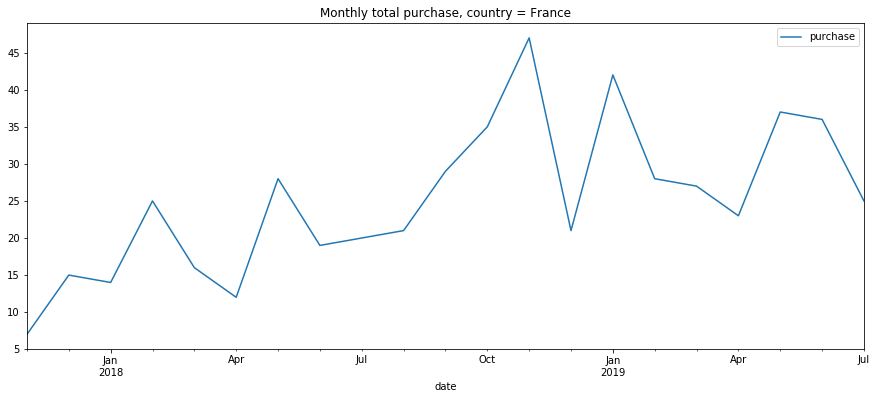 Monthly total purchase, country = France
purchase
45
40
35
30
25
20
15
10
5
Jan Apr Jul Oct Jan Apr Jul
2018 2019
date